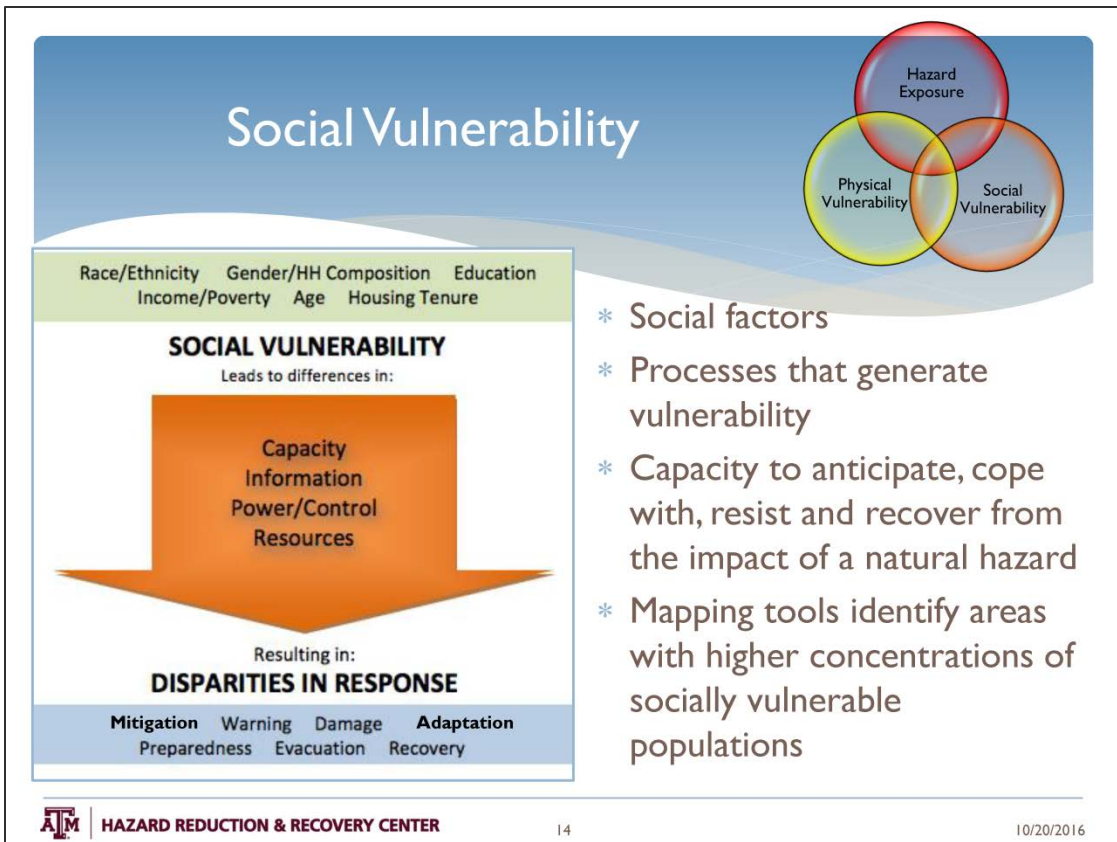 Social Vulnerability
Hazard
Exposure
Physical
Vulnerability
Social
Vulnerability
Race/Ethnicity Gender/HH Composition Education
Income/Poverty Age Housing Tenure
SOCIAL VULNERABILITY
Leads to differences in:
Capacity
Information
Power/Control
Resources
Resulting in:
DISPARITIES IN RESPONSE
Mitigation Warning Damage Adaptation
Preparedness Evacuation Recovery
* Social factors
* Processes that generate
vulnerability
* Capacity to anticipate, cope
with, resist and recover from
the impact of a natural hazard
* Mapping tools identify areas
with higher concentrations of
socially vulnerable
populations
ATM HAZARD REDUCTION & RECOVERY CENTER
14
10/20/2016